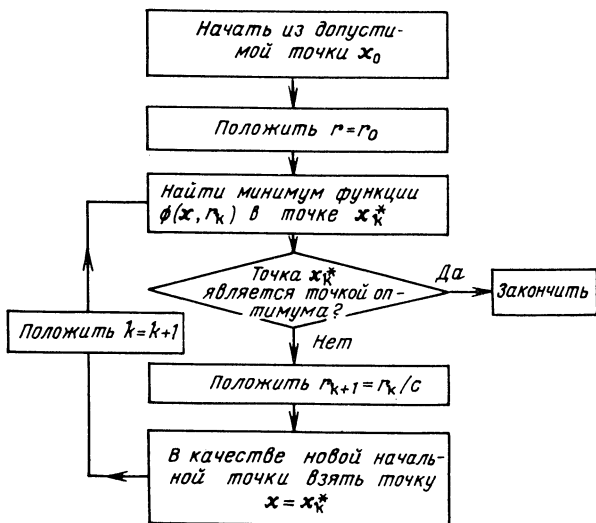 Начать из допусти-
мой точки x₀
Положить r=r₀
Найти минимум функции
ϕ(x, rₖ) в точке xₖ*
Точка xₖ*
является точкой оп-
тимума?
Да
Закончить
Нет
Положить k=k+1
Положить rₖ₊₁=rₖ/c
В качестве новой началь-
ной точки взять точку
x=xₖ*